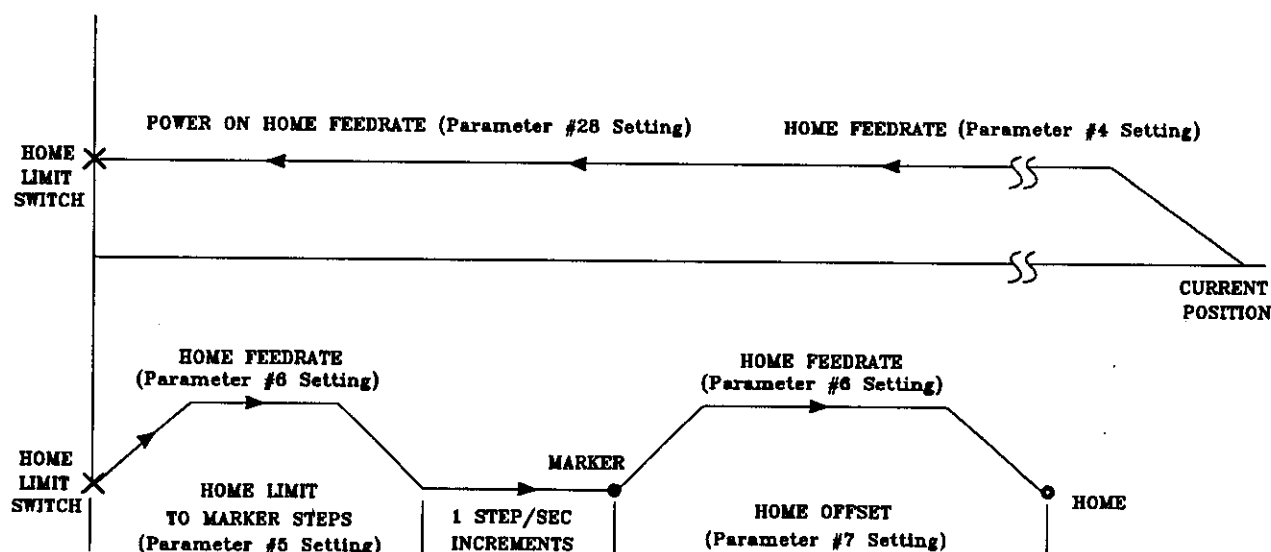 POWER ON HOME FEEDRATE (Parameter #28 Setting)
HOME FEEDRATE (Parameter #4 Setting)
HOME
LIMIT
SWITCH
CURRENT
POSITION
HOME FEEDRATE
(Parameter #6 Setting)
HOME FEEDRATE
(Parameter #6 Setting)
HOME
LIMIT
SWITCH
MARKER
HOME
HOME LIMIT
TO MARKER STEPS
(Parameter #5 Setting)
1 STEP/SEC
INCREMENTS
HOME OFFSET
(Parameter #7 Setting)